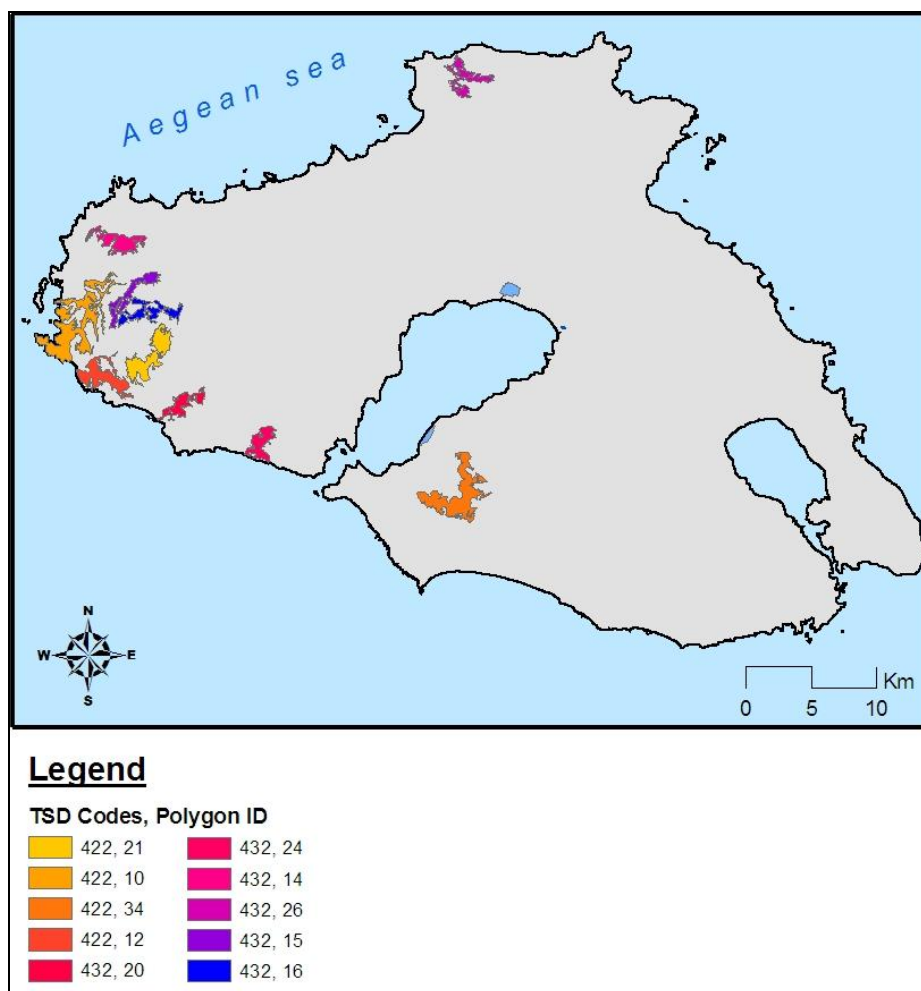 Aegean sea
N
W E
S
Km
0 5 10
Legend
TSD Codes, Polygon ID
422, 21
422, 10
422, 34
422, 12
432, 20
432, 24
432, 14
432, 26
432, 15
432, 16